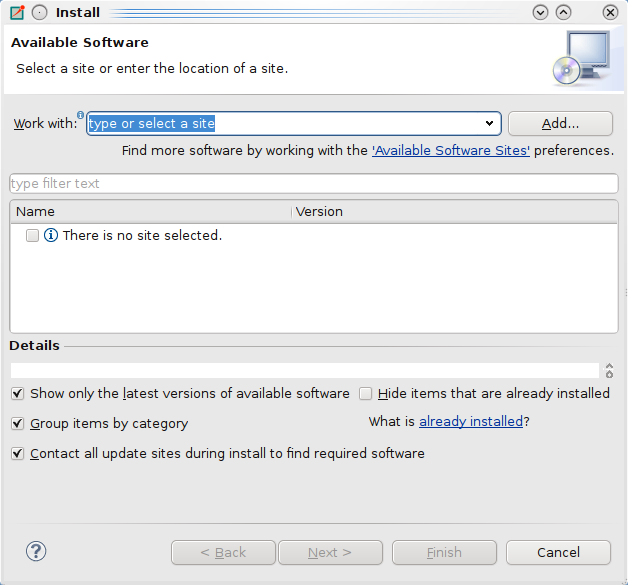 Install
Available Software
Select a site or enter the location of a site.
Work with: type or select a site Add...
Find more software by working with the 'Available Software Sites' preferences.
type filter text
Name Version
There is no site selected.
Details
Show only the latest versions of available software Hide items that are already installed
Group items by category What is already installed?
Contact all update sites during install to find required software
? < Back Next > Finish Cancel